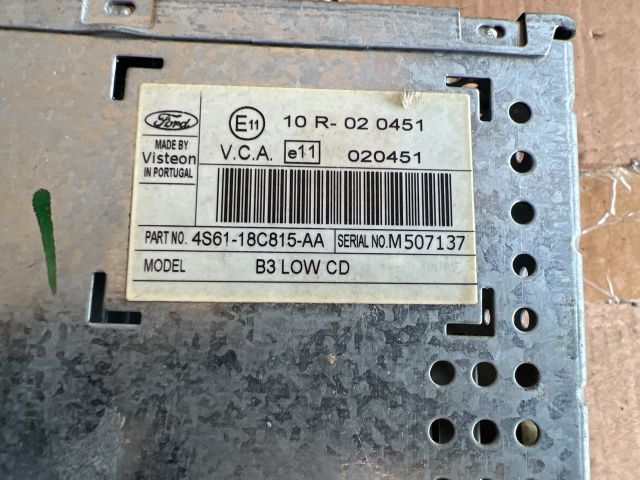 Ford
MADE BY
Visteon
IN PORTUGAL
E11 10 R- 02 0451
V.C.A. e11 020451
PART NO. 4S61-18C815-AA SERIAL NO. M507137
MODEL B3 LOW CD